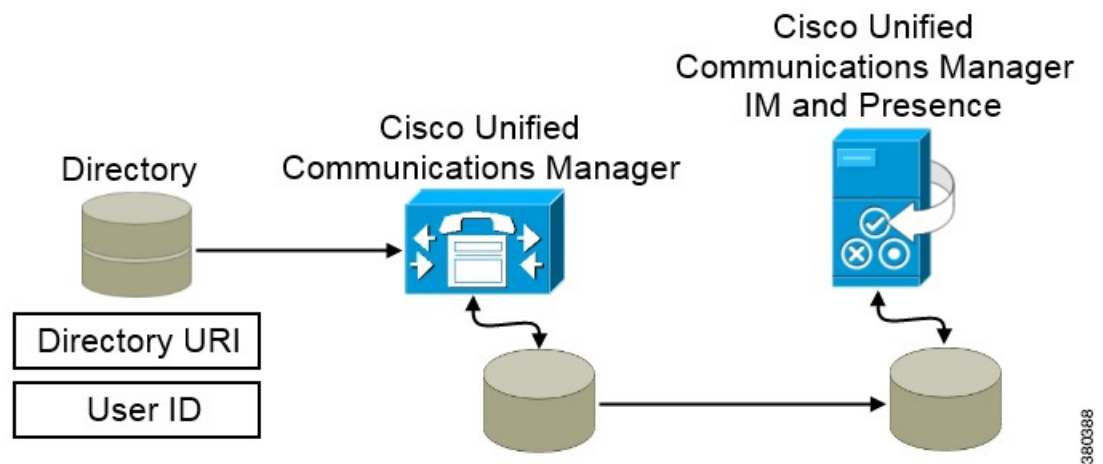 Cisco Unified
Communications Manager
IM and Presence
Cisco Unified
Communications Manager
Directory
Directory URI
User ID
380388